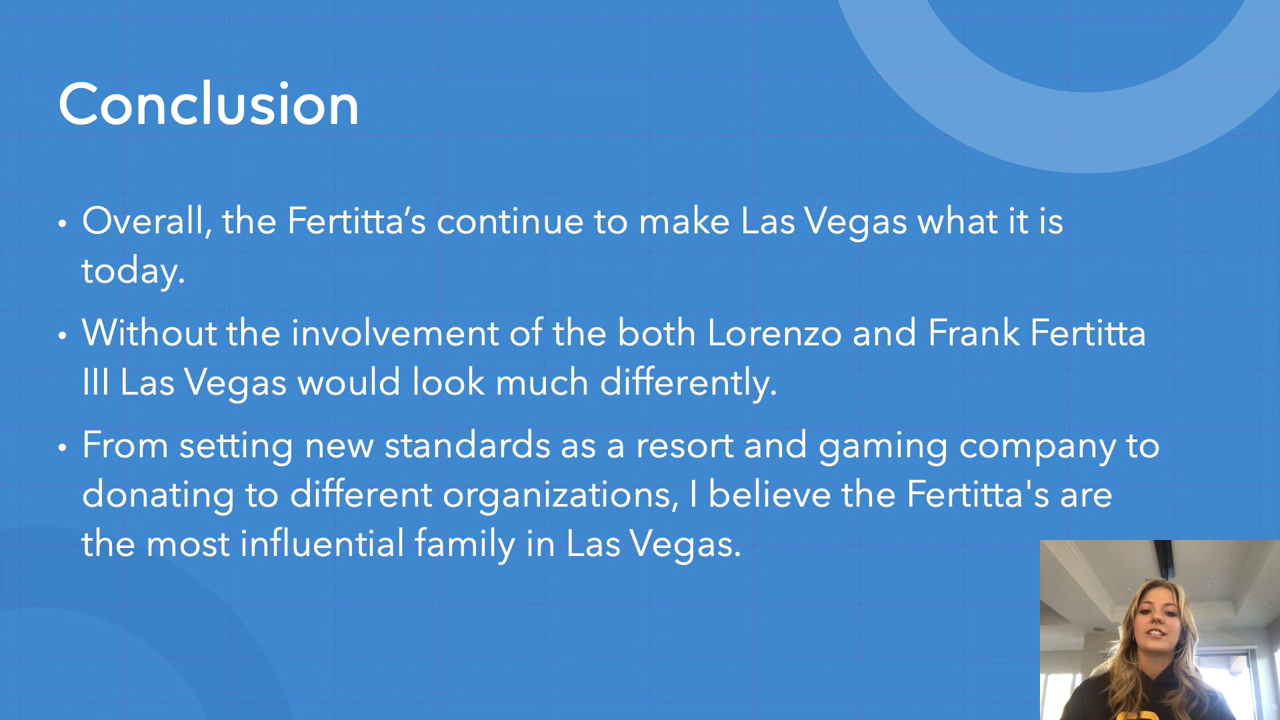 Conclusion
• Overall, the Fertitta’s continue to make Las Vegas what it is
today.
• Without the involvement of the both Lorenzo and Frank Fertitta
III Las Vegas would look much differently.
• From setting new standards as a resort and gaming company to
donating to different organizations, I believe the Fertitta's are
the most influential family in Las Vegas.